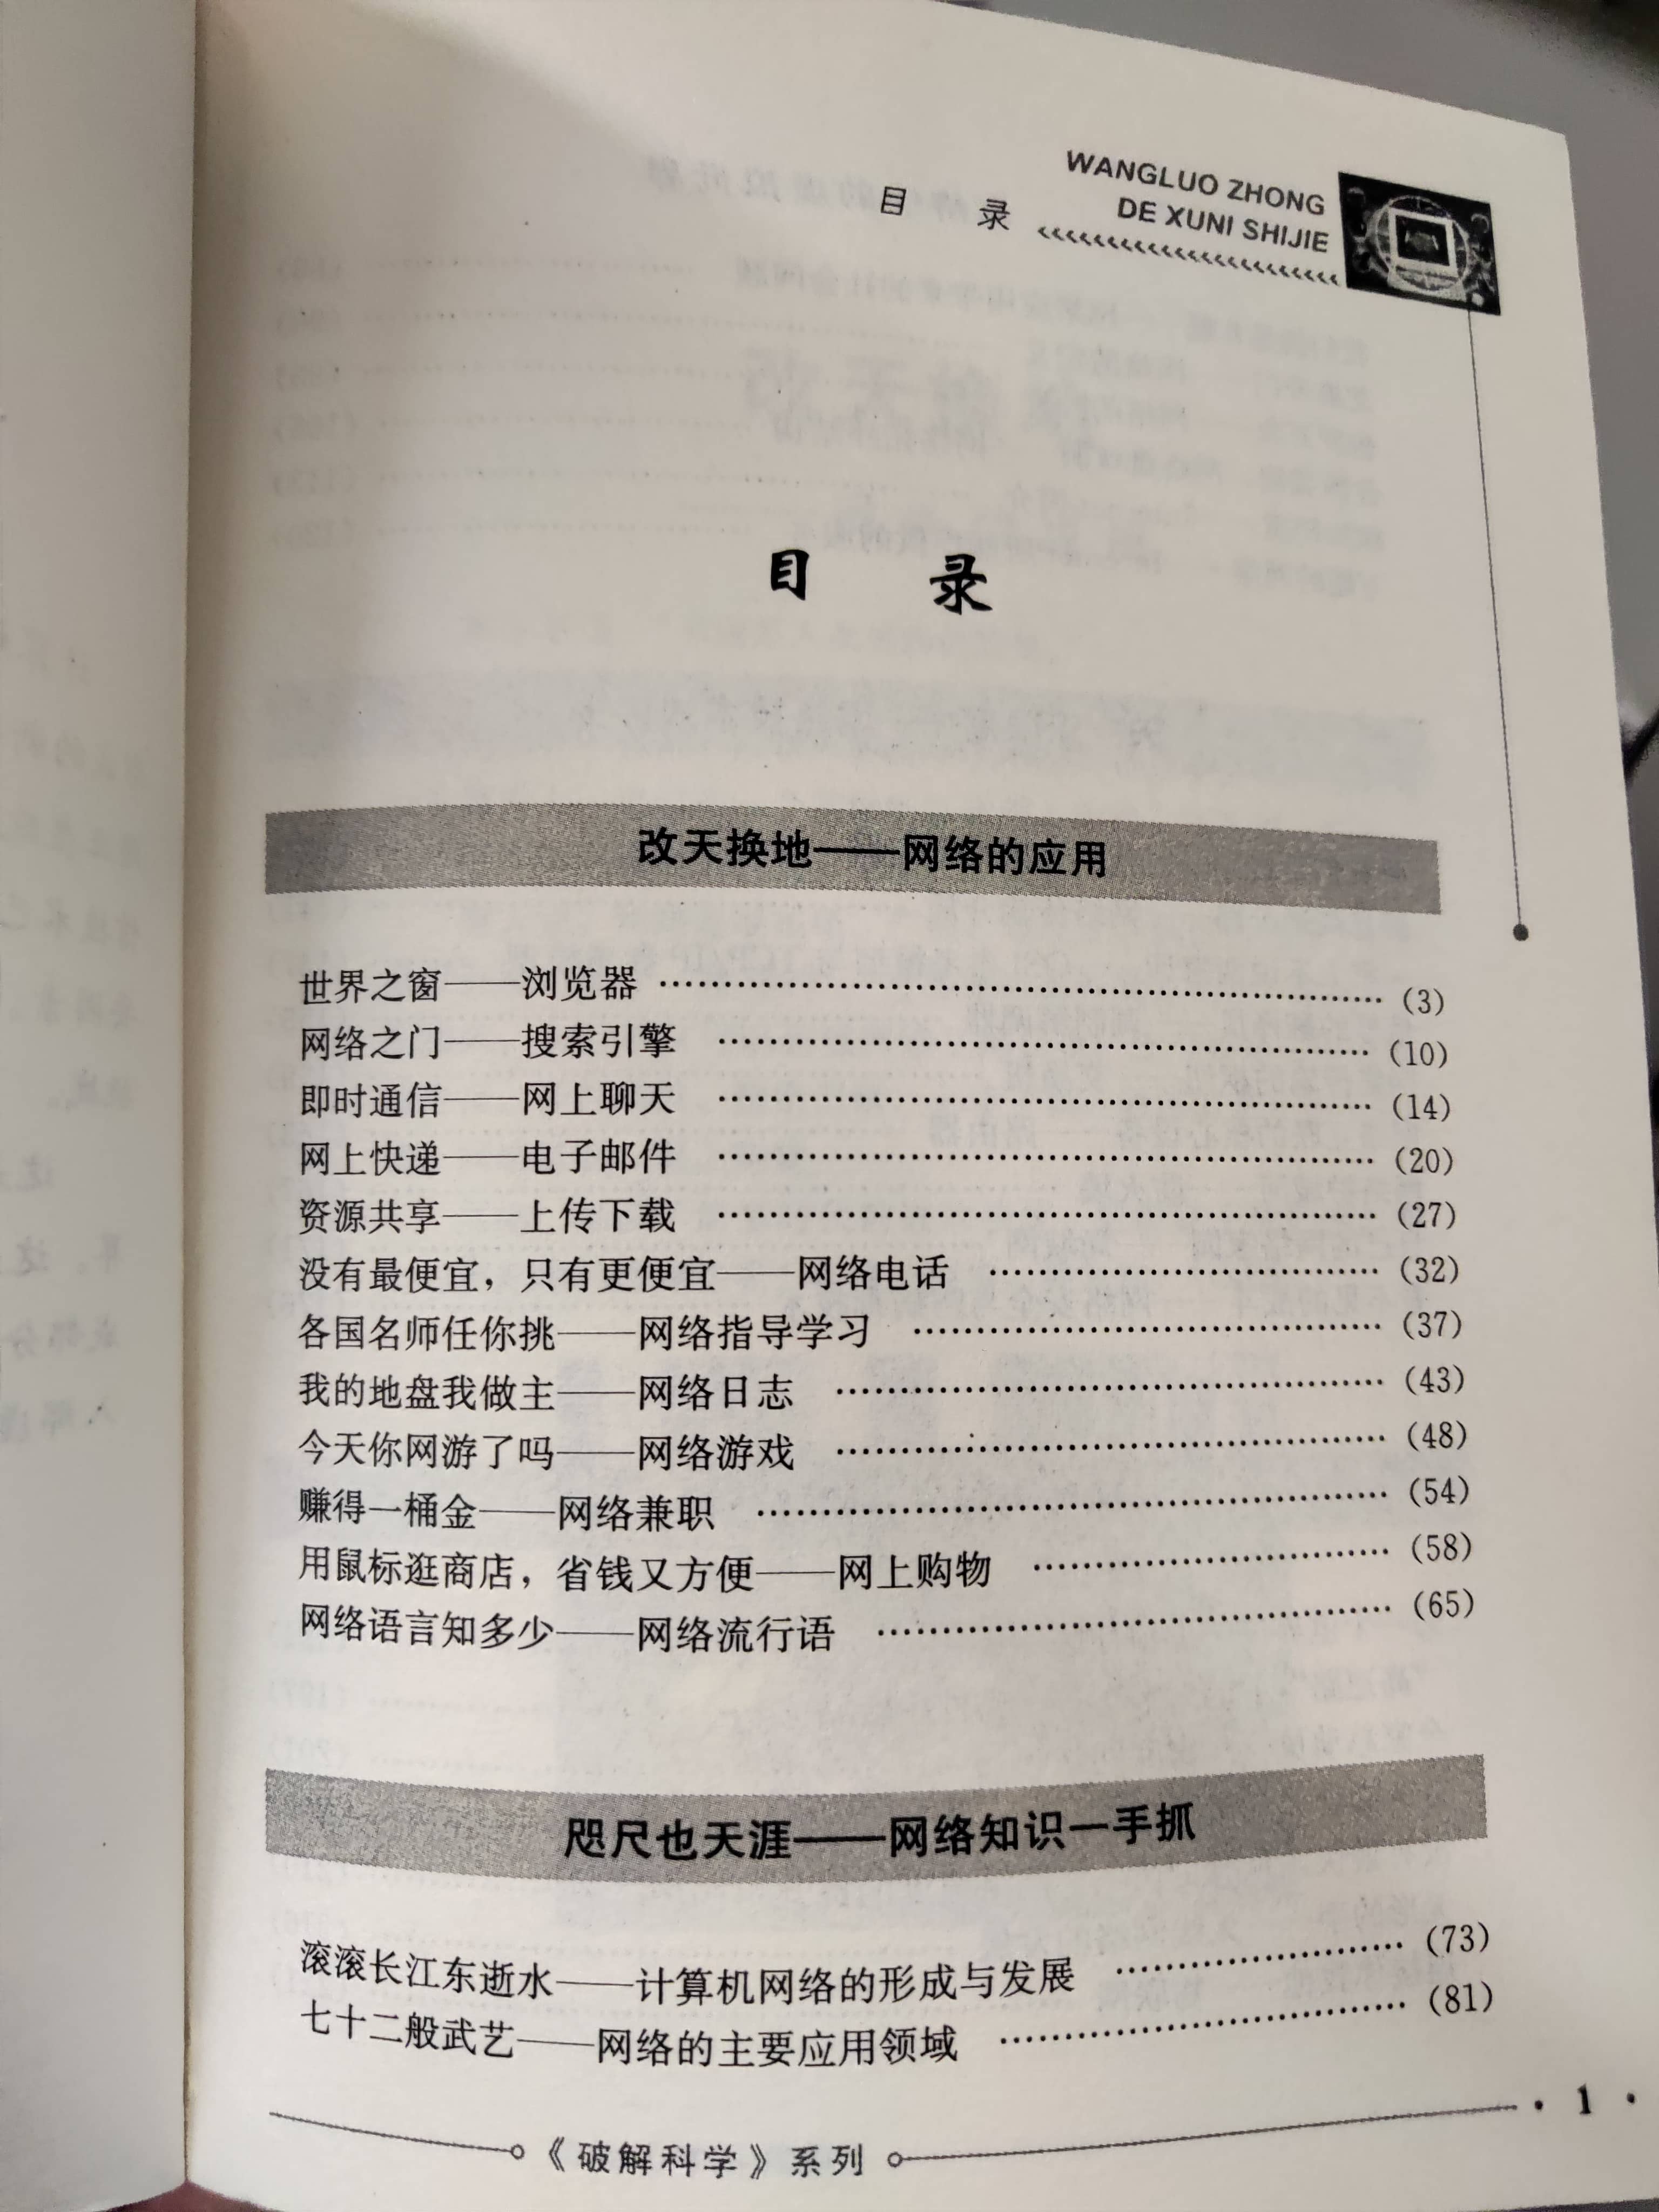 WANGLUO ZHONG
DE XUNI SHIJIE
目 录
目 录
改天换地——网络的应用
世界之窗——浏览器 ………………………………………… (3)
网络之门——搜索引擎 ……………………………………… (10)
即时通信——网上聊天 ……………………………………… (14)
网上快递——电子邮件 ……………………………………… (20)
资源共享——上传下载 ……………………………………… (27)
没有最便宜，只有更便宜——网络电话 ……………………… (32)
各国名师任你挑——网络指导学习 ………………………… (37)
我的地盘我做主——网络日志 ……………………………… (43)
今天你网游了吗——网络游戏 ……………………………… (48)
赚得一桶金——网络兼职 …………………………………… (54)
用鼠标逛商店，省钱又方便——网上购物 …………………… (58)
网络语言知多少——网络流行语 …………………………… (65)
咫尺也天涯——网络知识一手抓
滚滚长江东逝水——计算机网络的形成与发展 ……………… (73)
七十二般武艺——网络的主要应用领域 ……………………… (81)
· 1 ·
《破解科学》系列